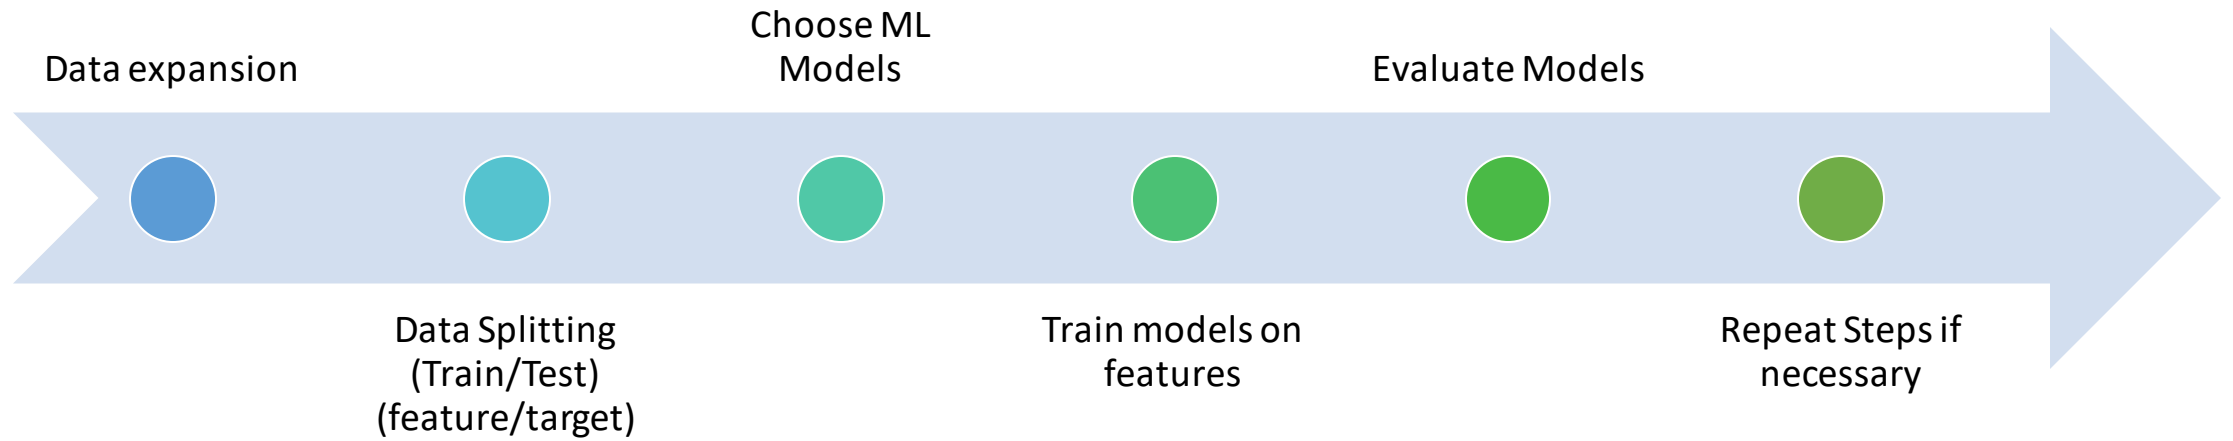 Data expansion
Data Splitting
(Train/Test)
(feature/target)
Choose ML
Models
Train models on
features
Evaluate Models
Repeat Steps if
necessary